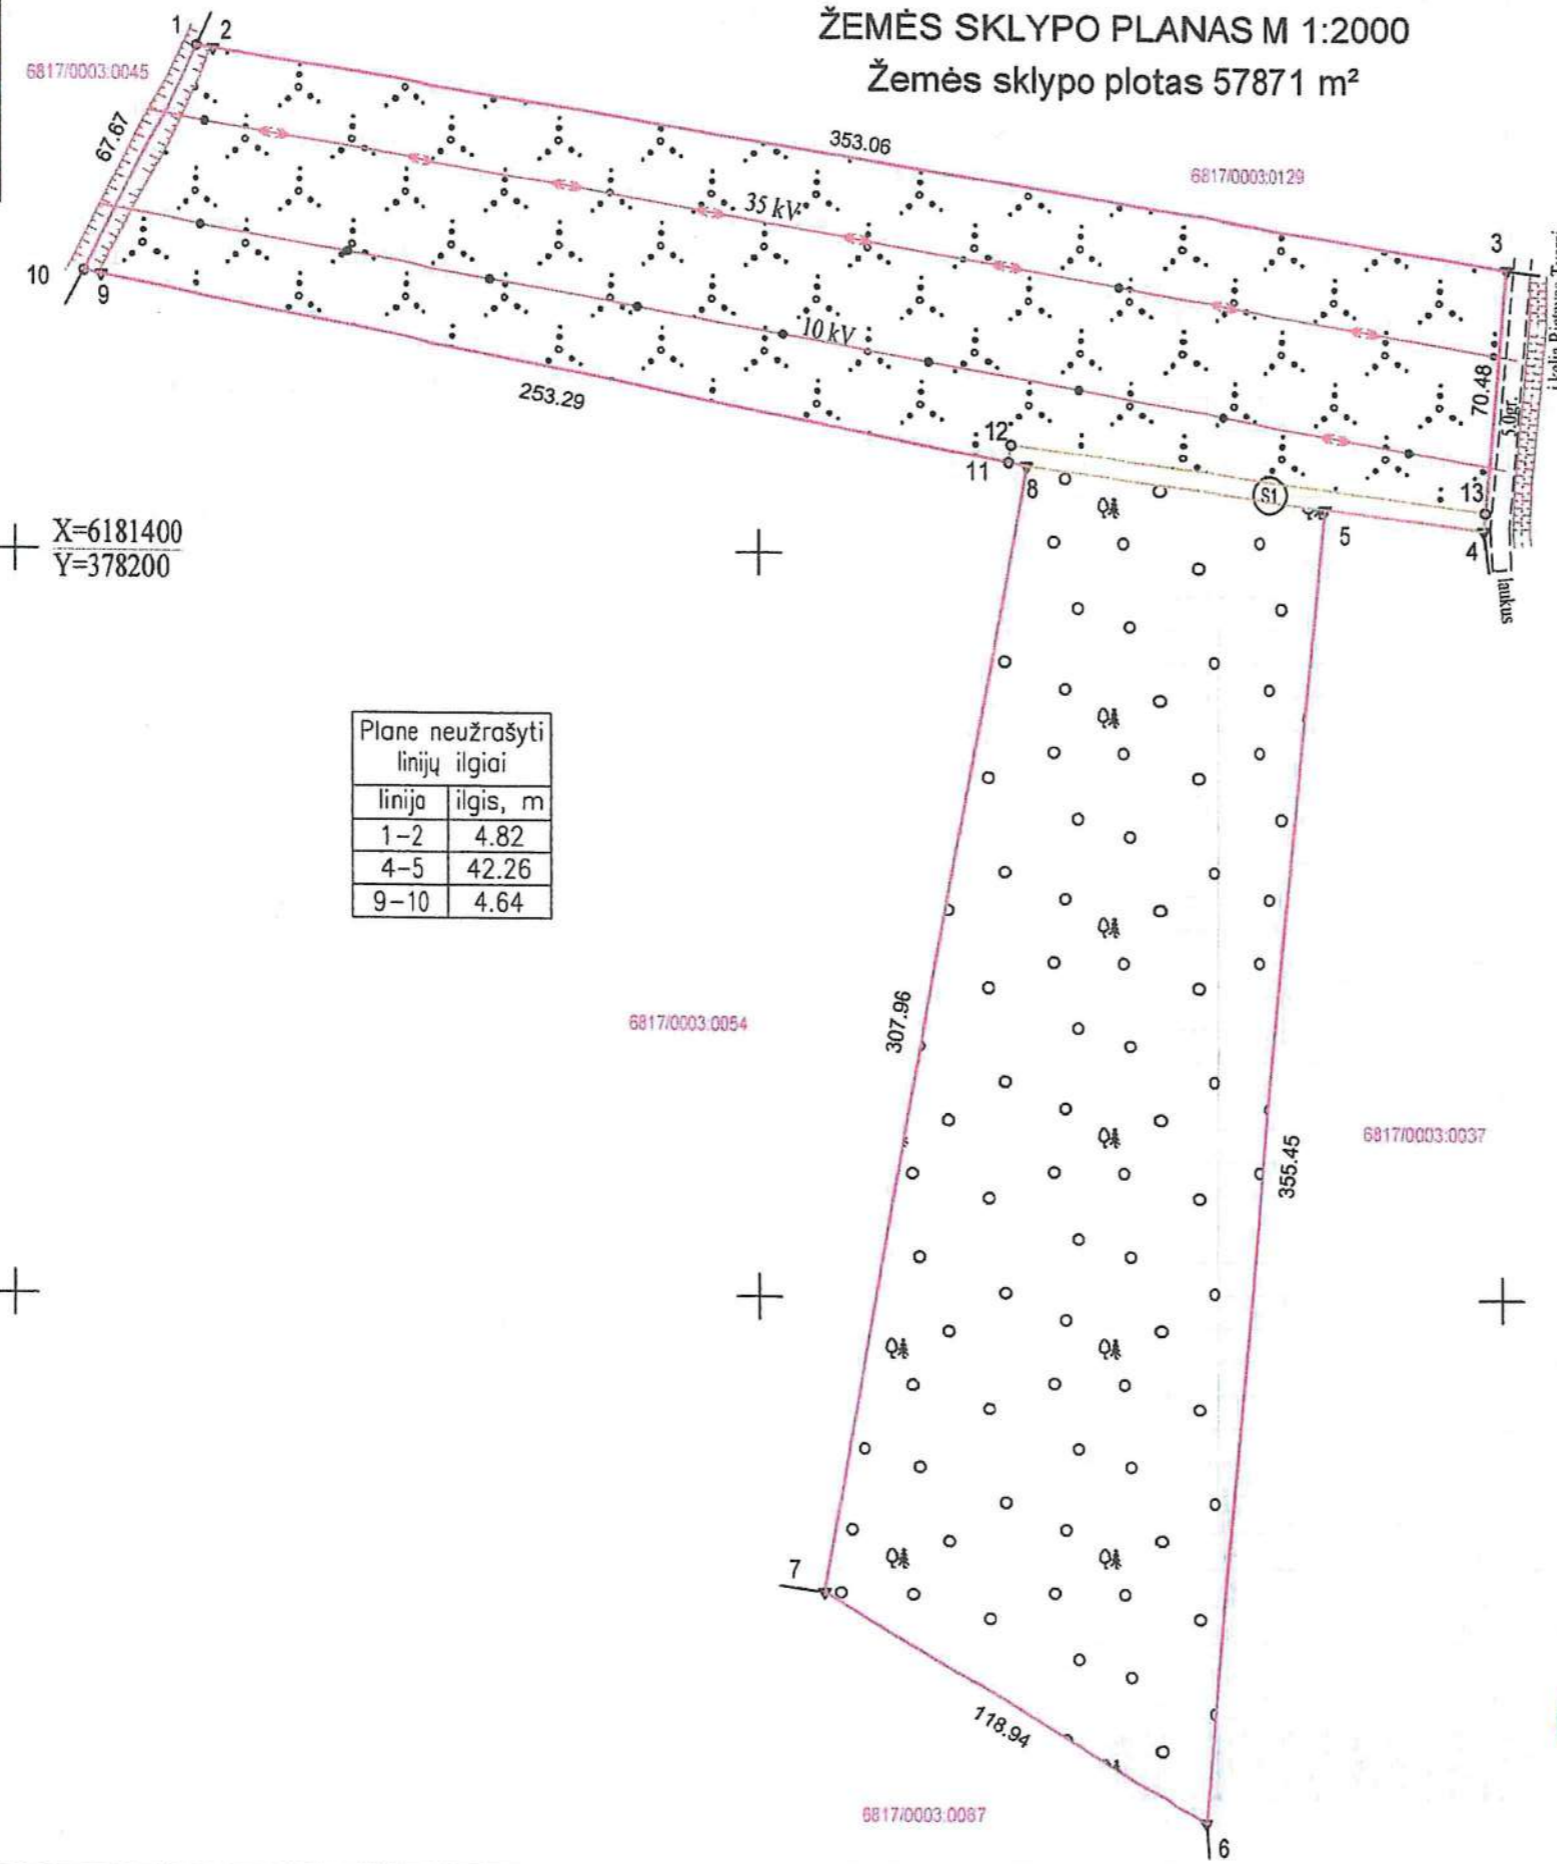 ŽEMĖS SKLYPO PLANAS M 1:2000
Žemės sklypo plotas 57871 m²
1
2
6817/0003:0045
67.67
353.06
6817/0003:0129
35 kV
3
10
9
10 kV
253.29
70.48
5.0gr.
12
11
8
S1
13
5
4
laukus
X=6181400
Y=378200
Plane neužrašyti
linijų ilgiai
linija ilgis, m
1-2 4.82
4-5 42.26
9-10 4.64
307.96
6817/0003:0054
355.45
6817/0003:0037
7
118.94
6817/0003:0087
6